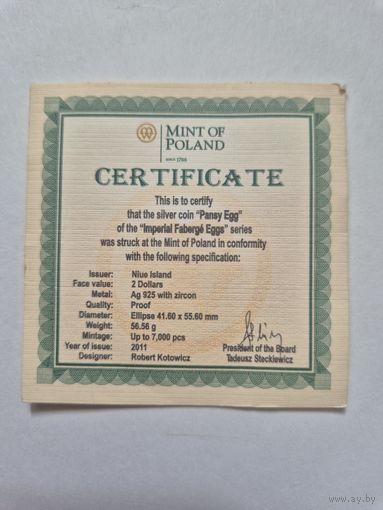 MINT OF
POLAND
SINCE 1766
CERTIFICATE
This is to certify
that the silver coin "Pansy Egg"
of the "Imperial Fabergé Eggs" series
was struck at the Mint of Poland in conformity
with the following specification:
Issuer: Niue Island
Face value: 2 Dollars
Metal: Ag 925 with zircon
Quality: Proof
Diameter: Ellipse 41.60 x 55.60 mm
Weight: 56.56 g
Mintage: Up to 7,000 pcs
Year of issue: 2011
Designer: Robert Kotowicz
President of the Board
Tadeusz Steckiewicz
www.ay.by